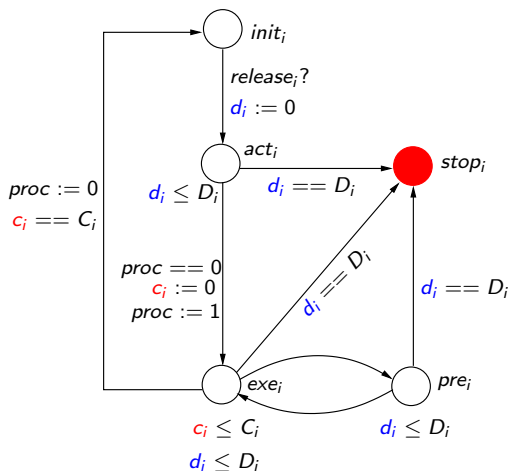 init_i
release_i?
d_i := 0
act_i
stop_i
d_i ≤ D_i
d_i == D_i
proc := 0
c_i == C_i
proc == 0
c_i := 0
proc := 1
d_i == D_i
d_i == D_i
exe_i
pre_i
c_i ≤ C_i
d_i ≤ D_i
d_i ≤ D_i